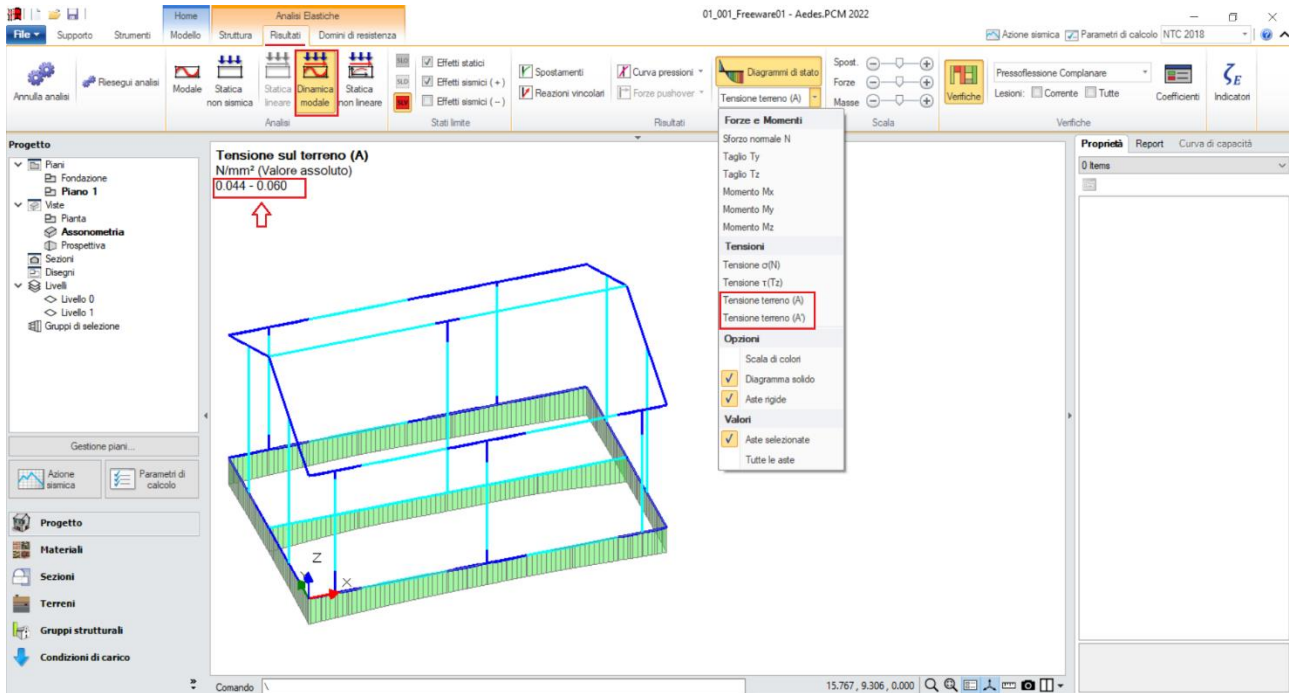 01_001_Freeware01 - Aedes.PCM 2022
Home
Analisi Elastiche
File
Supporto
Strumenti
Modello
Struttura
Risultati
Domini di resistenza
Azione sismica
Parametri di calcolo
NTC 2018
Annulla analisi
Riesegui analisi
Modale
Statica
non sismica
Statica
lineare
Dinamica
modale
Statica
non lineare
Analisi
SLO
SLD
SLV
Effetti statici
Effetti sismici (+)
Effetti sismici (−)
Stati limite
Spostamenti
Reazioni vincolari
Curva pressioni
Forze pushover
Diagrammi di stato
Tensione terreno (A)
Risultati
Spost.
Forze
Masse
Scala
Verifiche
Pressoflessione Complanare
Lesioni:
Corrente
Tutte
Coefficienti
ζE
Indicatori
Verifiche
Progetto
Piani
Fondazione
Piano 1
Viste
Pianta
Assonometria
Prospettiva
Sezioni
Disegni
Livelli
Livello 0
Livello 1
Gruppi di selezione
Gestione piani...
Azione
sismica
Parametri di
calcolo
Progetto
Materiali
Sezioni
Terreni
Gruppi strutturali
Condizioni di carico
Tensione sul terreno (A)
N/mm² (Valore assoluto)
0.044 - 0.060
Z
X
Forze e Momenti
Sforzo normale N
Taglio Ty
Taglio Tz
Momento Mx
Momento My
Momento Mz
Tensioni
Tensione σ(N)
Tensione τ(Tz)
Tensione terreno (A)
Tensione terreno (A')
Opzioni
Scala di colori
Diagramma solido
Aste rigide
Valori
Aste selezionate
Tutte le aste
Proprietà
Report
Curva di capacità
0 Items
Comando
\
15.767 , 9.306 , 0.000